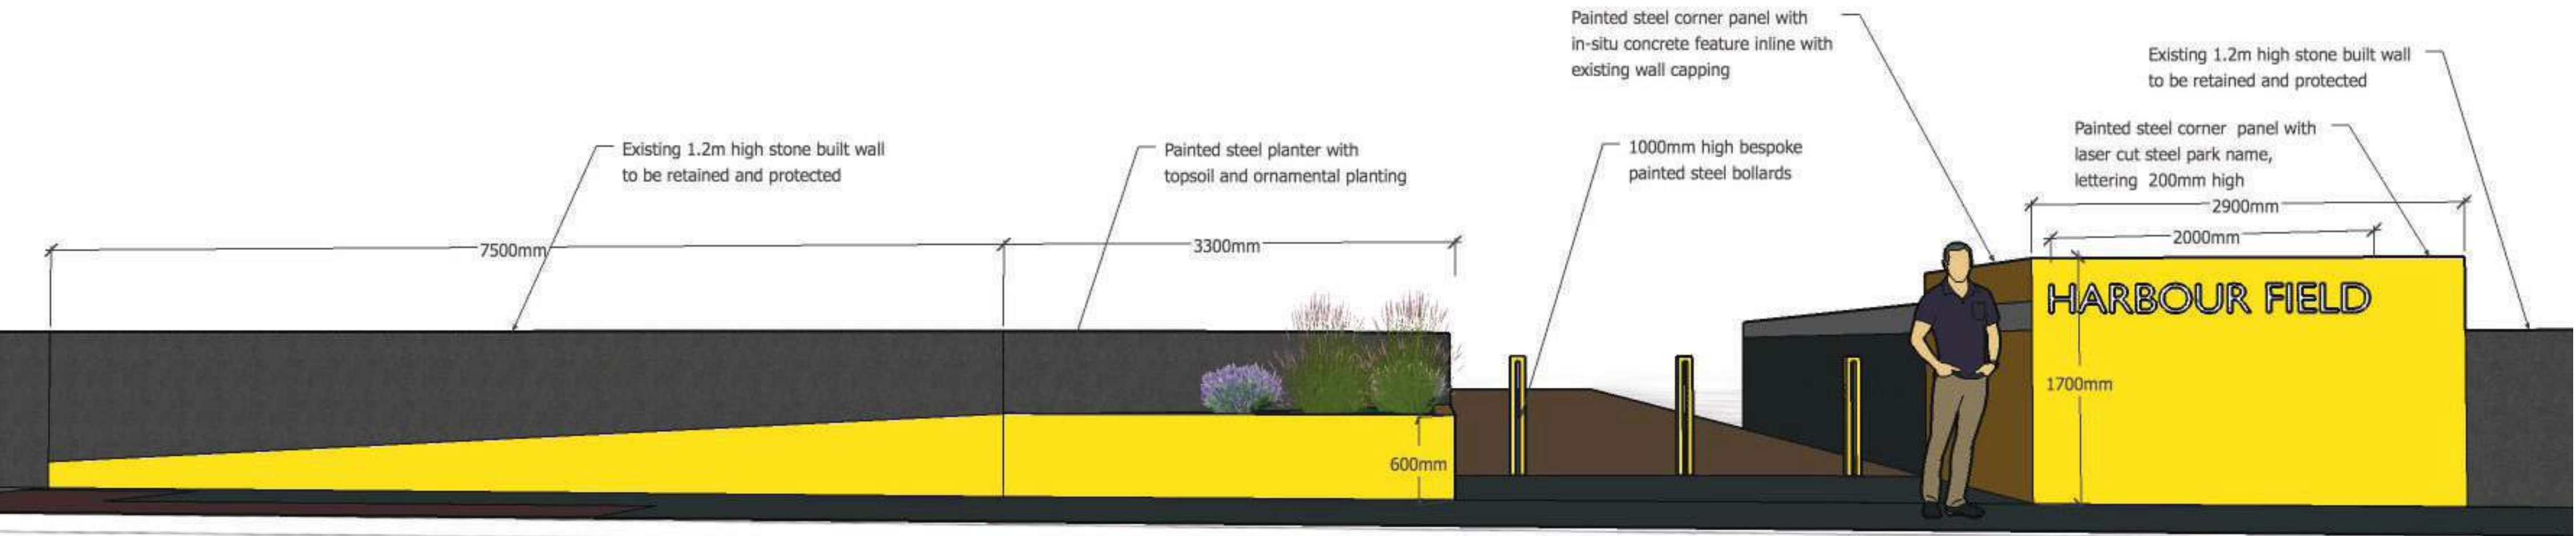 Painted steel corner panel with
in-situ concrete feature inline with
existing wall capping
Existing 1.2m high stone built wall
to be retained and protected
Painted steel corner panel with
laser cut steel park name,
lettering 200mm high
Existing 1.2m high stone built wall
to be retained and protected
Painted steel planter with
topsoil and ornamental planting
1000mm high bespoke
painted steel bollards
2900mm
2000mm
7500mm
3300mm
HARBOUR FIELD
1700mm
600mm